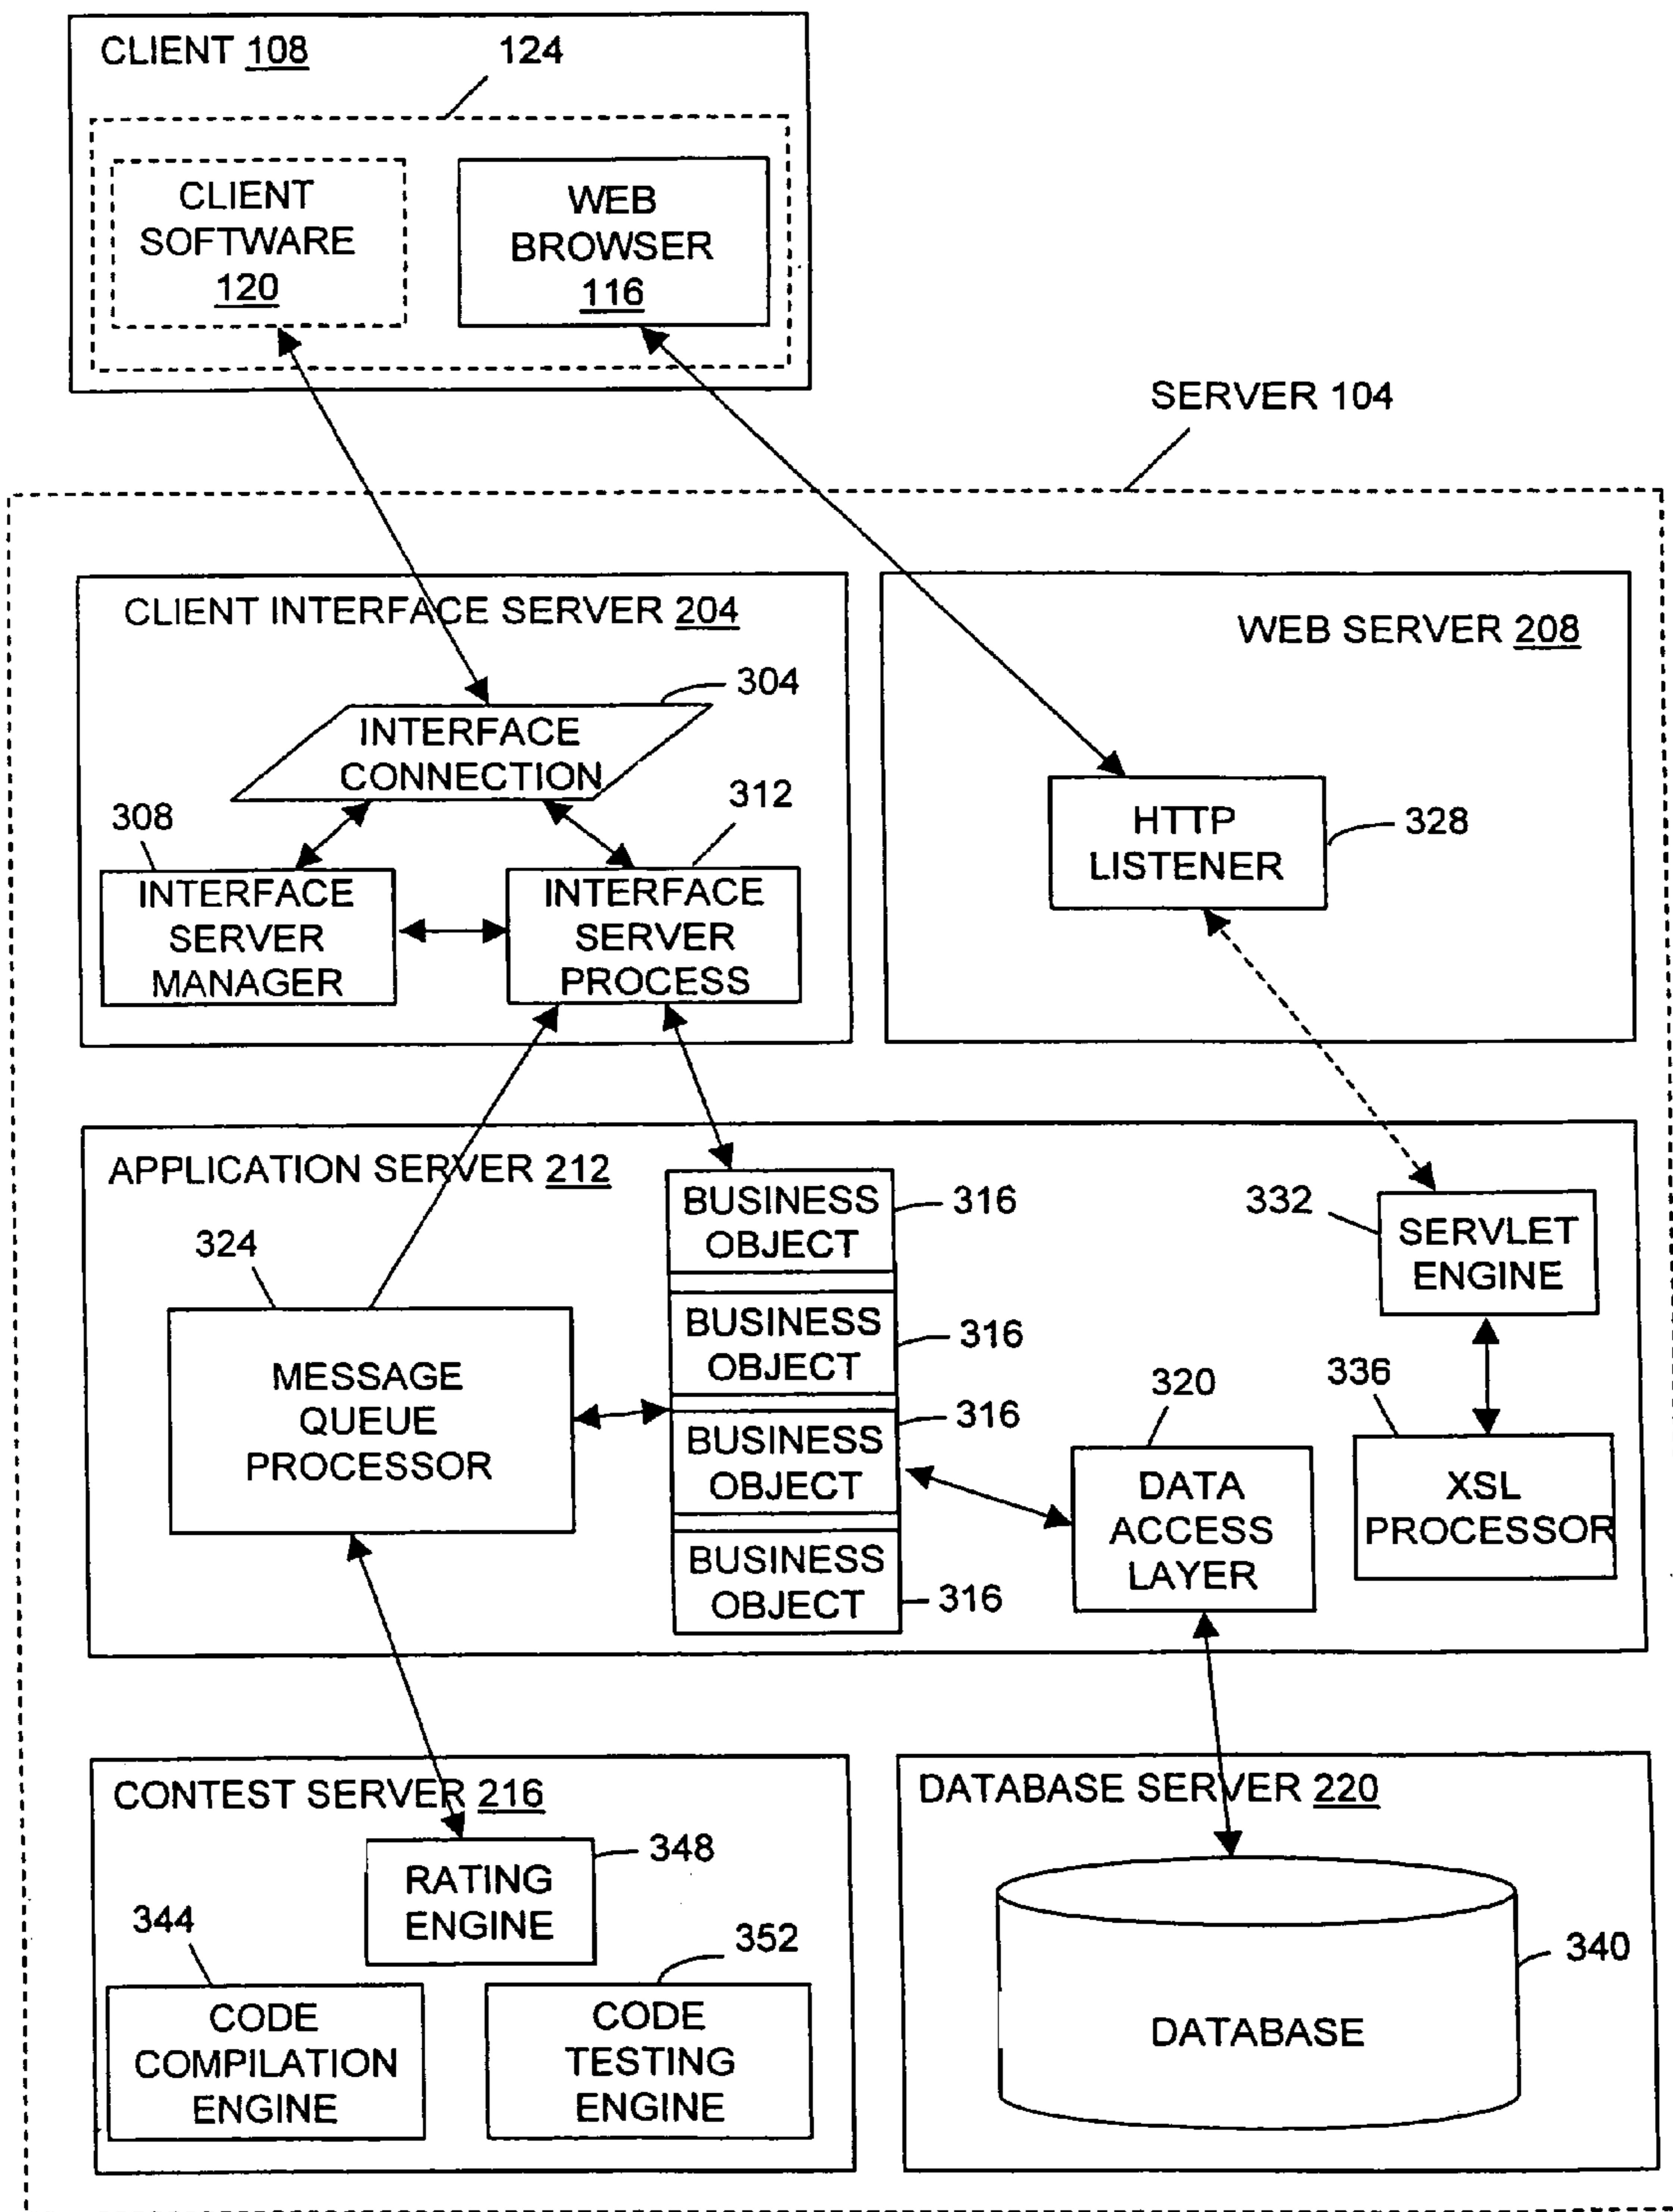 CLIENT 108
124
CLIENT
SOFTWARE
120
WEB
BROWSER
116
SERVER 104
CLIENT INTERFACE SERVER 204
WEB SERVER 208
304
INTERFACE
CONNECTION
312
308
HTTP
LISTENER
328
INTERFACE
SERVER
MANAGER
INTERFACE
SERVER
PROCESS
APPLICATION SERVER 212
BUSINESS
OBJECT
316
332
SERVLET
ENGINE
324
BUSINESS
OBJECT
316
MESSAGE
QUEUE
PROCESSOR
320
336
316
BUSINESS
OBJECT
DATA
ACCESS
LAYER
XSL
PROCESSOR
BUSINESS
OBJECT
316
CONTEST SERVER 216
DATABASE SERVER 220
348
RATING
ENGINE
344
352
340
CODE
COMPILATION
ENGINE
CODE
TESTING
ENGINE
DATABASE